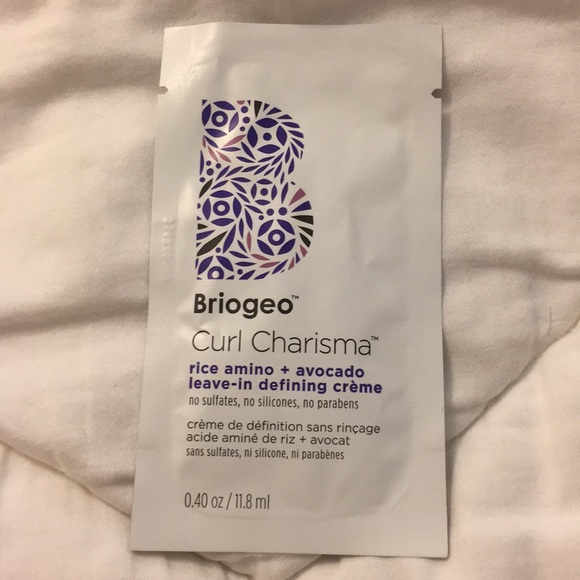 Briogeo™
Curl Charisma™
rice amino + avocado
leave-in defining crème
no sulfates, no silicones, no parabens
crème de définition sans rinçage
acide aminé de riz + avocat
sans sulfates, ni silicone, ni parabènes
0.40 oz / 11.8 ml